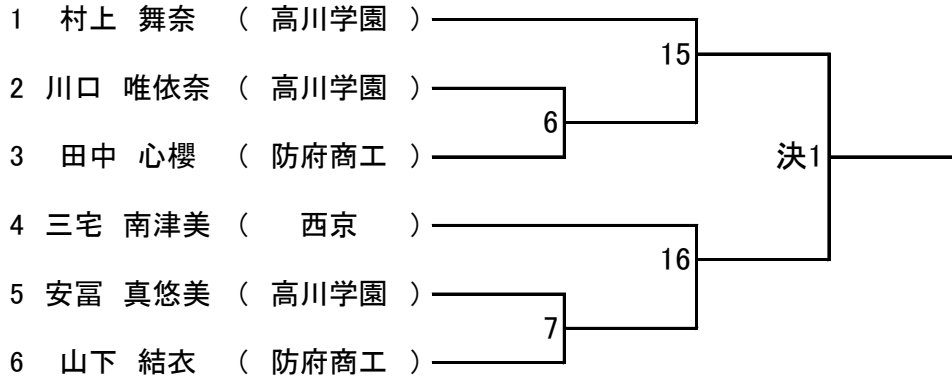 1 村上 舞奈 ( 高川学園 )
15
2 川口 唯依奈 ( 高川学園 )
6
3 田中 心櫻 ( 防府商工 )
決1
4 三宅 南津美 ( 西京 )
16
5 安冨 真悠美 ( 高川学園 )
7
6 山下 結衣 ( 防府商工 )